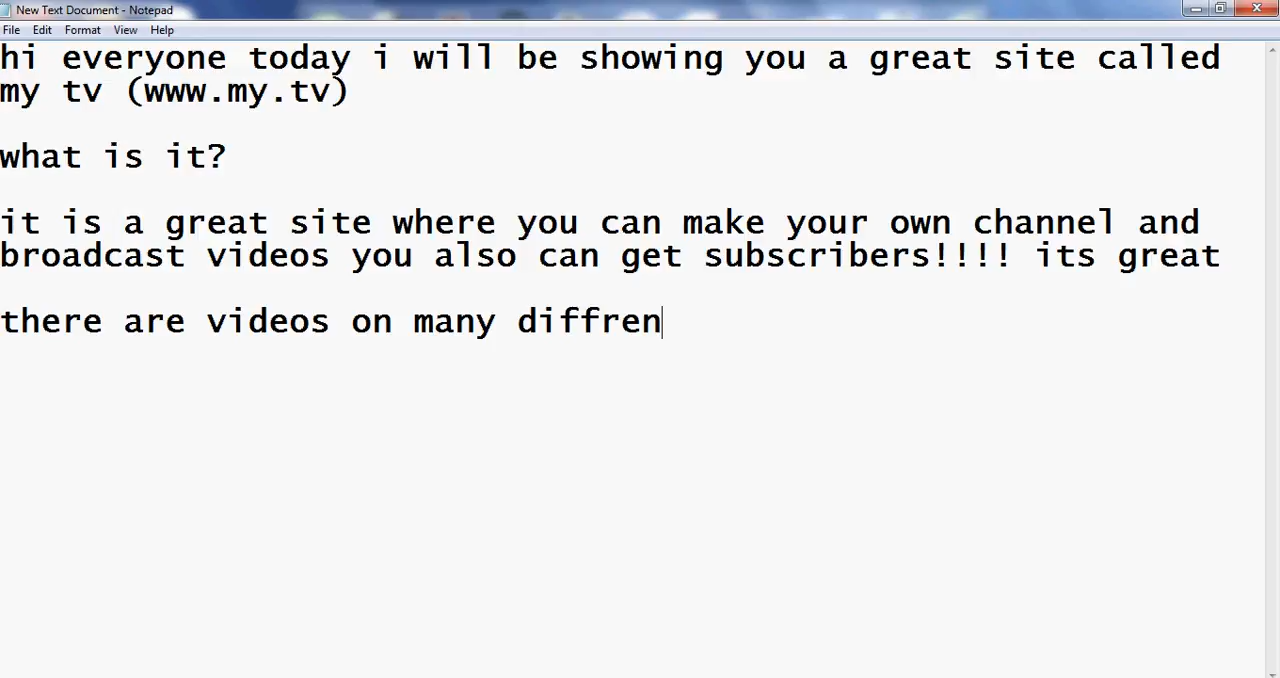 New Text Document - Notepad
File Edit Format View Help
hi everyone today i will be showing you a great site called
my tv (www.my.tv)
what is it?
it is a great site where you can make your own channel and
broadcast videos you also can get subscribers!!!! its great
there are videos on many diffren